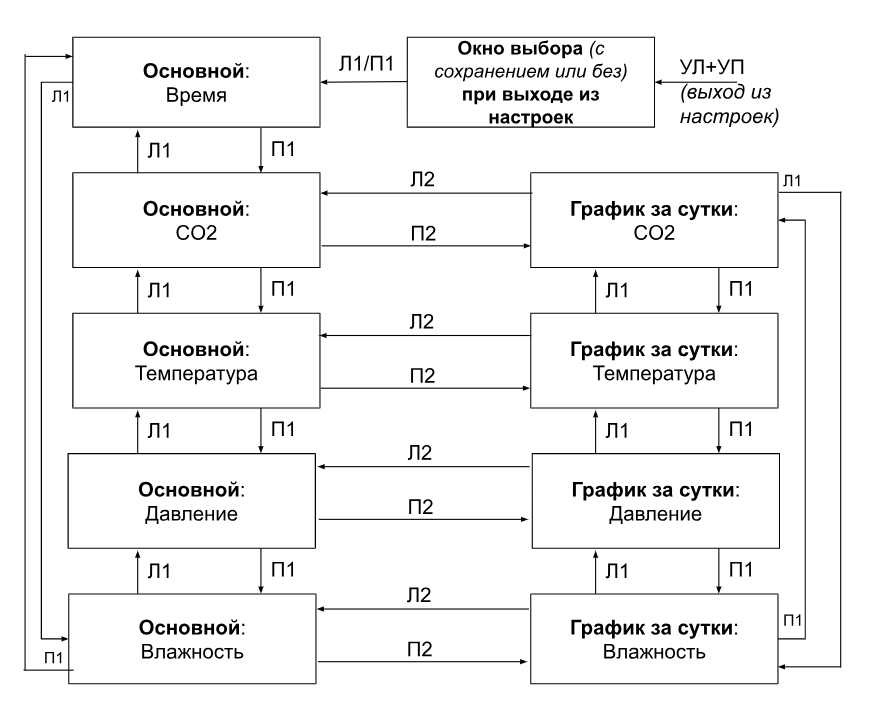 Основной:
Время
Л1/П1
Окно выбора (с
сохранением или без)
при выходе из
настроек
УЛ+УП
(выход из
настроек)
Л1
Л1
П1
Основной:
CO2
Л2
П2
График за сутки:
CO2
Л1
Л1
П1
Л1
П1
Основной:
Температура
Л2
П2
График за сутки:
Температура
Л1
П1
Л1
П1
Основной:
Давление
Л2
П2
График за сутки:
Давление
Л1
П1
Л1
П1
Основной:
Влажность
П1
Л2
П2
График за сутки:
Влажность
П1